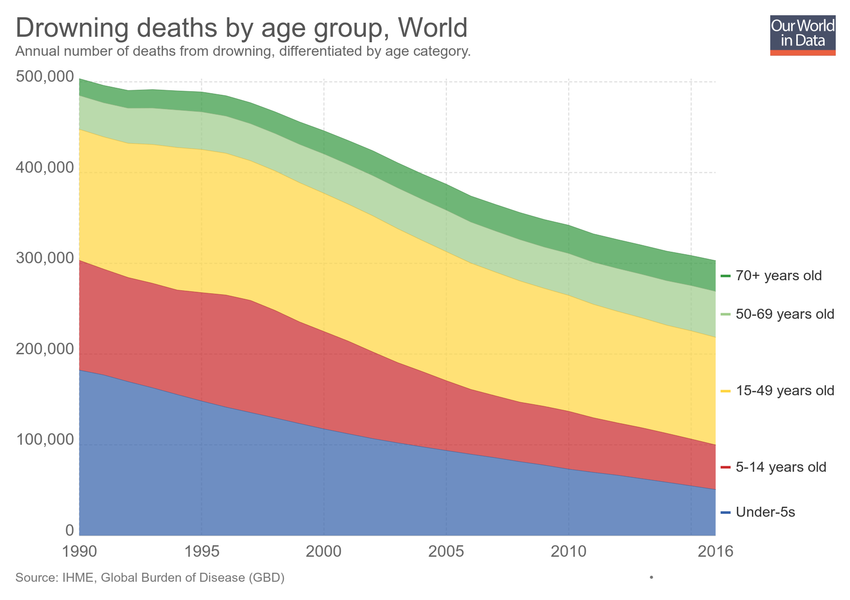 Drowning deaths by age group, World
Annual number of deaths from drowning, differentiated by age category.
Our World
in Data
500,000
400,000
300,000
200,000
100,000
0
70+ years old
50-69 years old
15-49 years old
5-14 years old
Under-5s
1990 1995 2000 2005 2010 2016
Source: IHME, Global Burden of Disease (GBD)